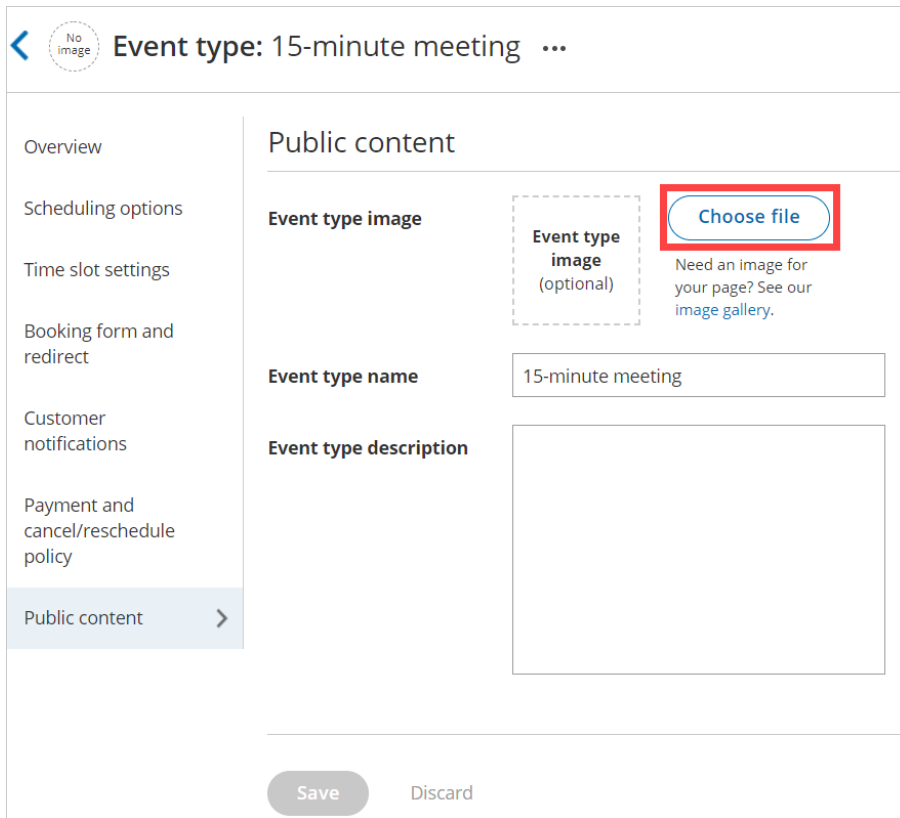 No
image
Event type: 15-minute meeting ...
Overview
Scheduling options
Time slot settings
Booking form and
redirect
Customer
notifications
Payment and
cancel/reschedule
policy
Public content
Public content
Event type image
Event type
image
(optional)
Choose file
Need an image for
your page? See our
image gallery.
Event type name
15-minute meeting
Event type description
Save
Discard